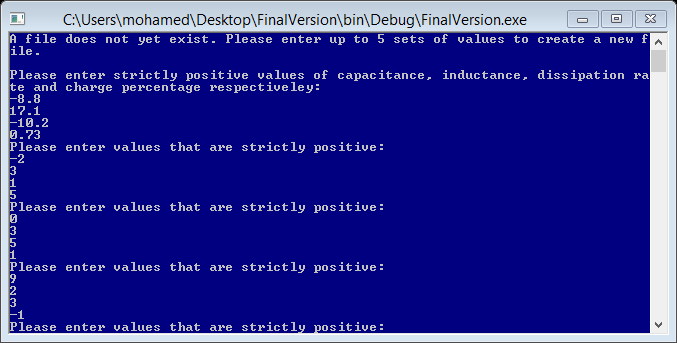 C:\Users\mohamed\Desktop\FinalVersion\bin\Debug\FinalVersion.exe
A file does not yet exist. Please enter up to 5 sets of values to create a new f
ile.
Please enter strictly positive values of capacitance, inductance, dissipation ra
te and charge percentage respectiveley:
-8.8
17.1
-10.2
0.73
Please enter values that are strictly positive:
-2
3
1
5
Please enter values that are strictly positive:
0
3
5
1
Please enter values that are strictly positive:
9
2
3
-1
Please enter values that are strictly positive: